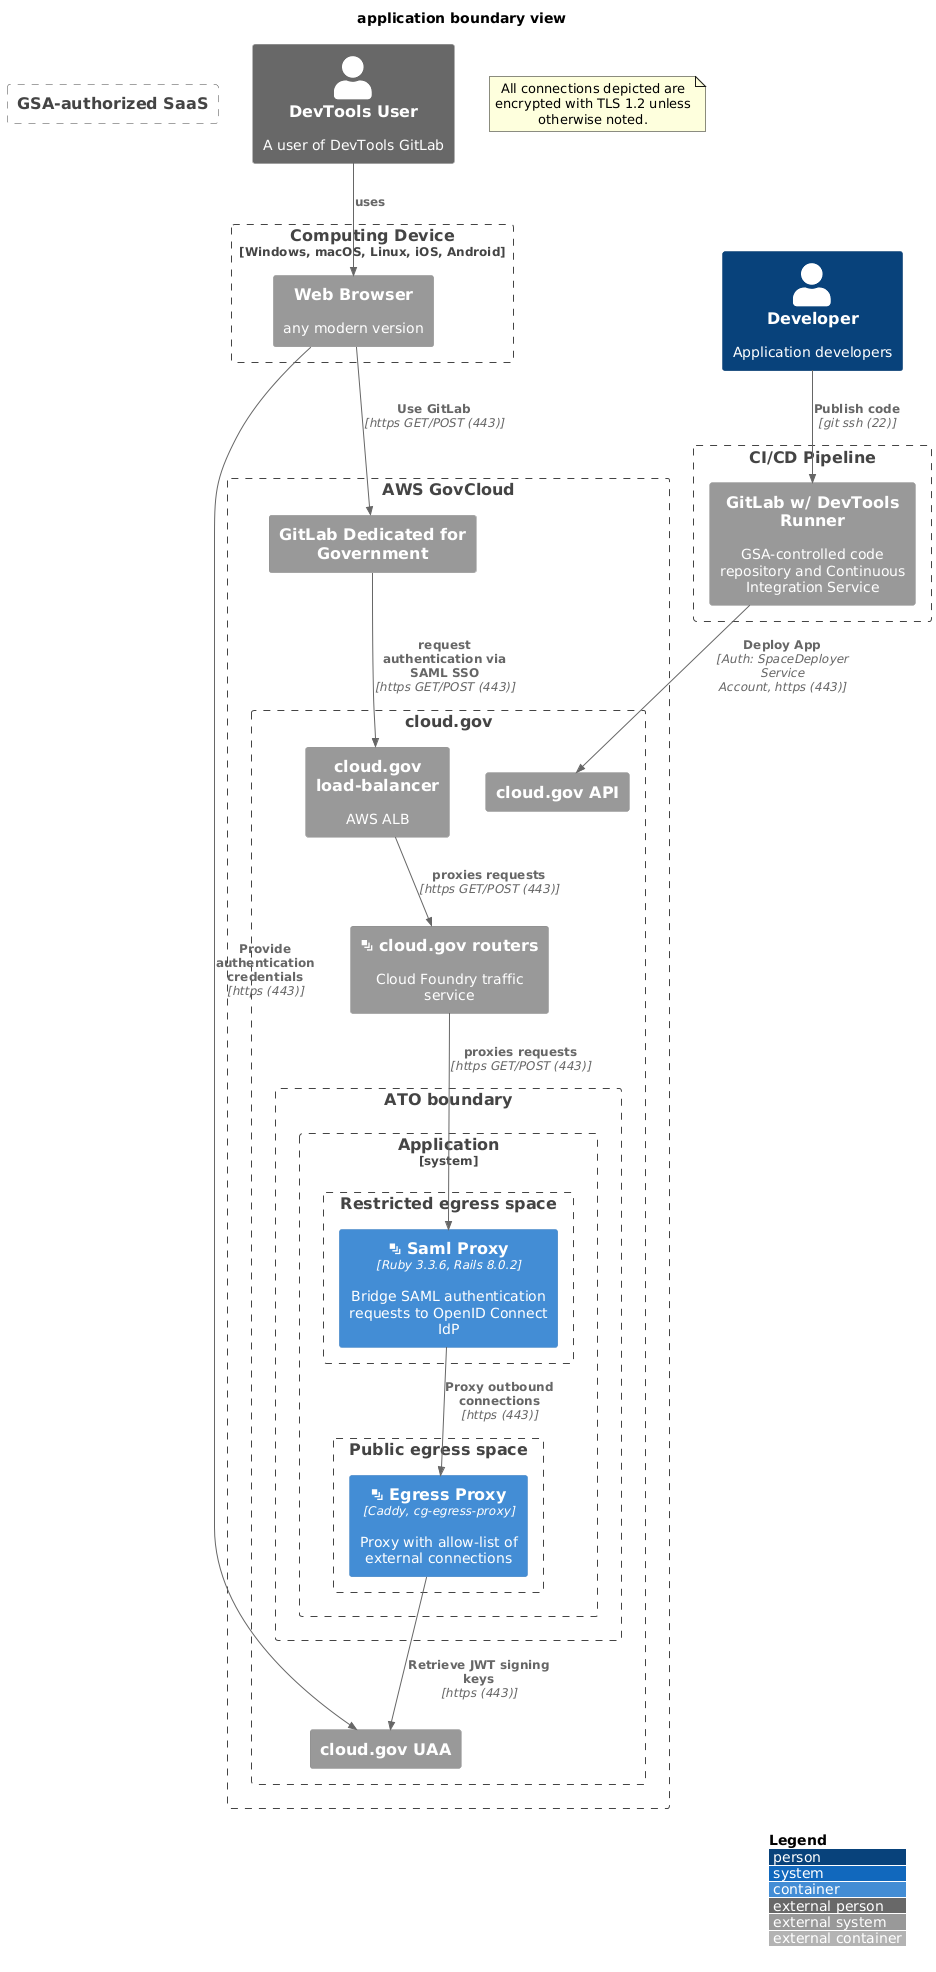 application boundary view
GSA-authorized SaaS
DevTools User
A user of DevTools GitLab
All connections depicted are
encrypted with TLS 1.2 unless
otherwise noted.
uses
Computing Device
[Windows, macOS, Linux, iOS, Android]
Web Browser
any modern version
Developer
Application developers
Use GitLab
[https GET/POST (443)]
Publish code
[git ssh (22)]
CI/CD Pipeline
GitLab w/ DevTools
Runner
GSA-controlled code
repository and Continuous
Integration Service
AWS GovCloud
GitLab Dedicated for
Government
request
authentication via
SAML SSO
[https GET/POST (443)]
Deploy App
[Auth: SpaceDeployer
Service
Account, https (443)]
cloud.gov
cloud.gov
load-balancer
AWS ALB
cloud.gov API
proxies requests
[https GET/POST (443)]
cloud.gov routers
Cloud Foundry traffic
service
Provide
authentication
credentials
[https (443)]
proxies requests
[https GET/POST (443)]
ATO boundary
Application
[system]
Restricted egress space
Saml Proxy
[Ruby 3.3.6, Rails 8.0.2]
Bridge SAML authentication
requests to OpenID Connect
IdP
Proxy outbound
connections
[https (443)]
Public egress space
Egress Proxy
[Caddy, cg-egress-proxy]
Proxy with allow-list of
external connections
Retrieve JWT signing
keys
[https (443)]
cloud.gov UAA
Legend
person
system
container
external person
external system
external container